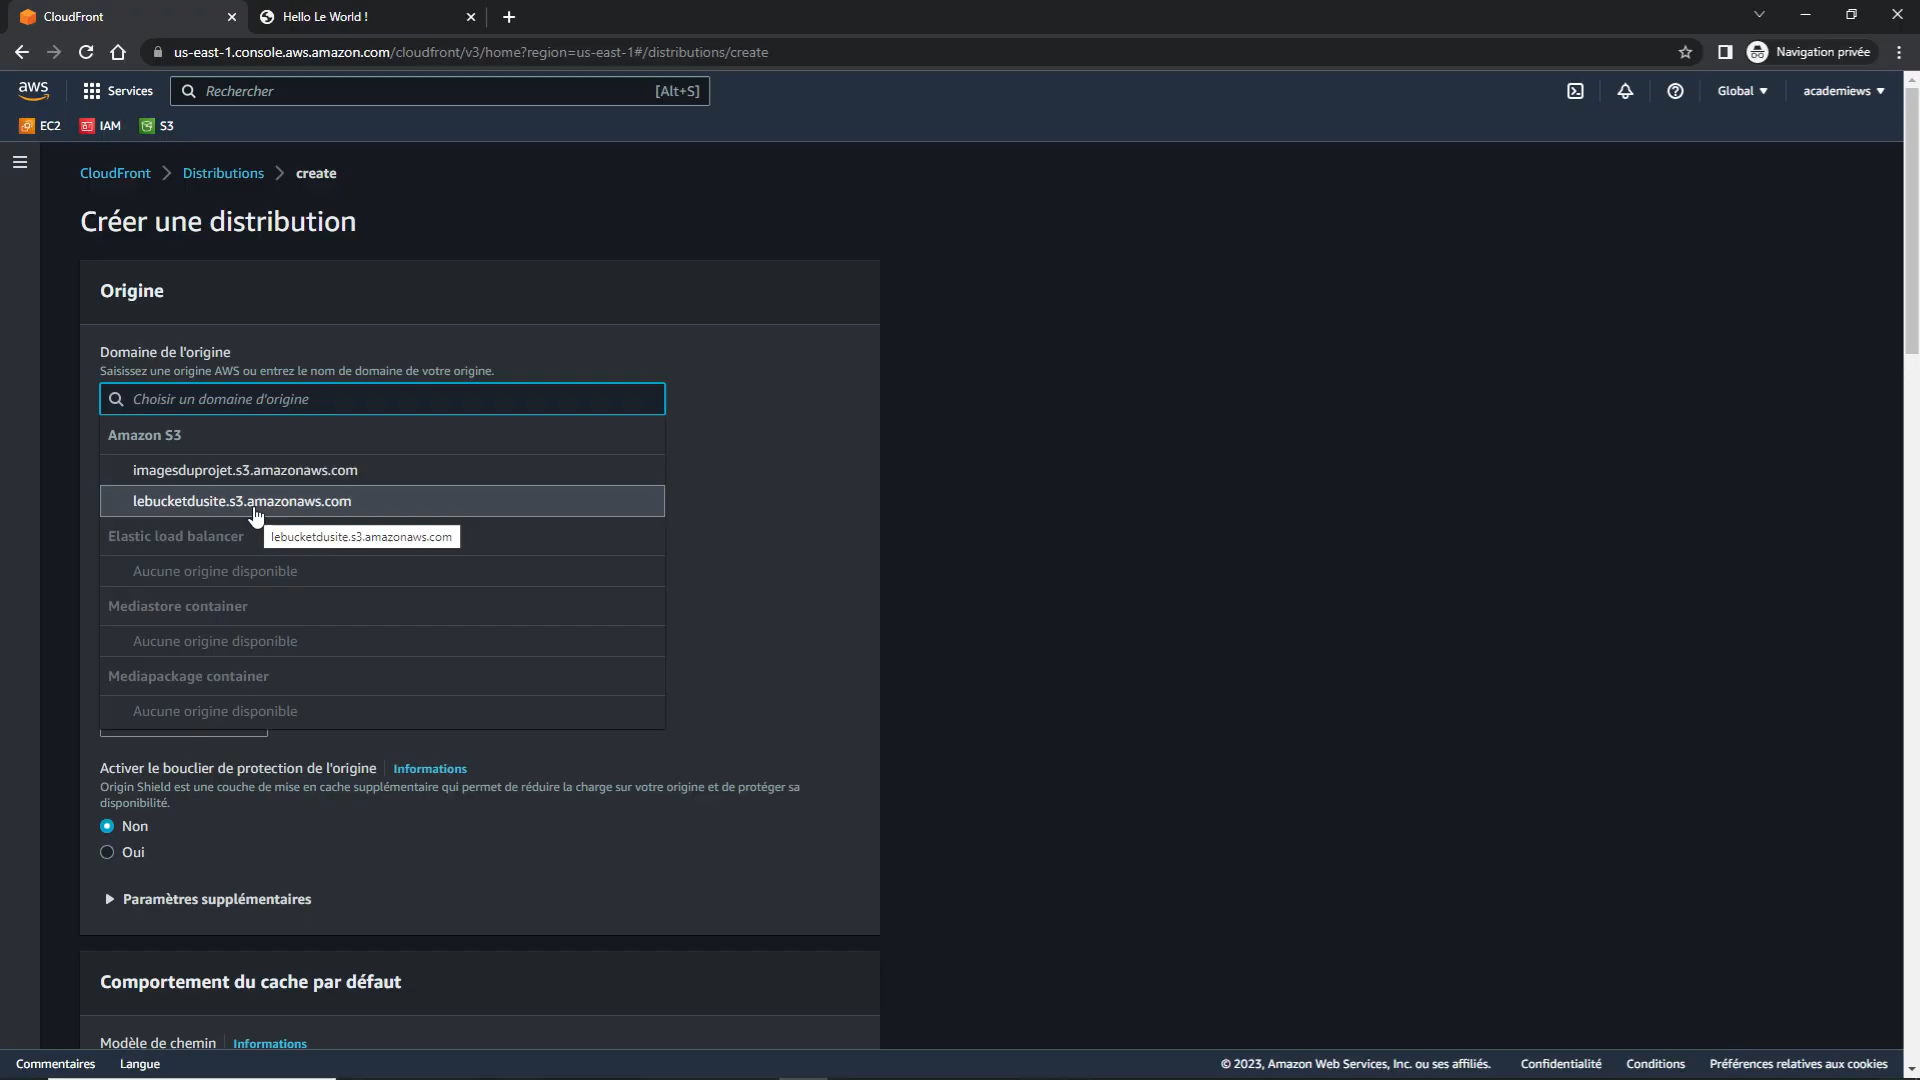 CloudFront
Hello Le World !
us-east-1.console.aws.amazon.com/cloudfront/v3/home?region=us-east-1#/distributions/create
Navigation privée
aws
Services
Rechercher
[Alt+S]
Global
academiews
EC2
IAM
S3
CloudFront
Distributions
create
Créer une distribution
Origine
Domaine de l'origine
Saisissez une origine AWS ou entrez le nom de domaine de votre origine.
Choisir un domaine d'origine
Amazon S3
imagesduprojet.s3.amazonaws.com
lebucketdusite.s3.amazonaws.com
Elastic load balancer
lebucketdusite.s3.amazonaws.com
Aucune origine disponible
Mediastore container
Aucune origine disponible
Mediapackage container
Aucune origine disponible
Activer le bouclier de protection de l'origine
Informations
Origin Shield est une couche de mise en cache supplémentaire qui permet de réduire la charge sur votre origine et de protéger sa
disponibilité.
Non
Oui
Paramètres supplémentaires
Comportement du cache par défaut
Modèle de chemin
Informations
Commentaires
Langue
© 2023, Amazon Web Services, Inc. ou ses affiliés.
Confidentialité
Conditions
Préférences relatives aux cookies